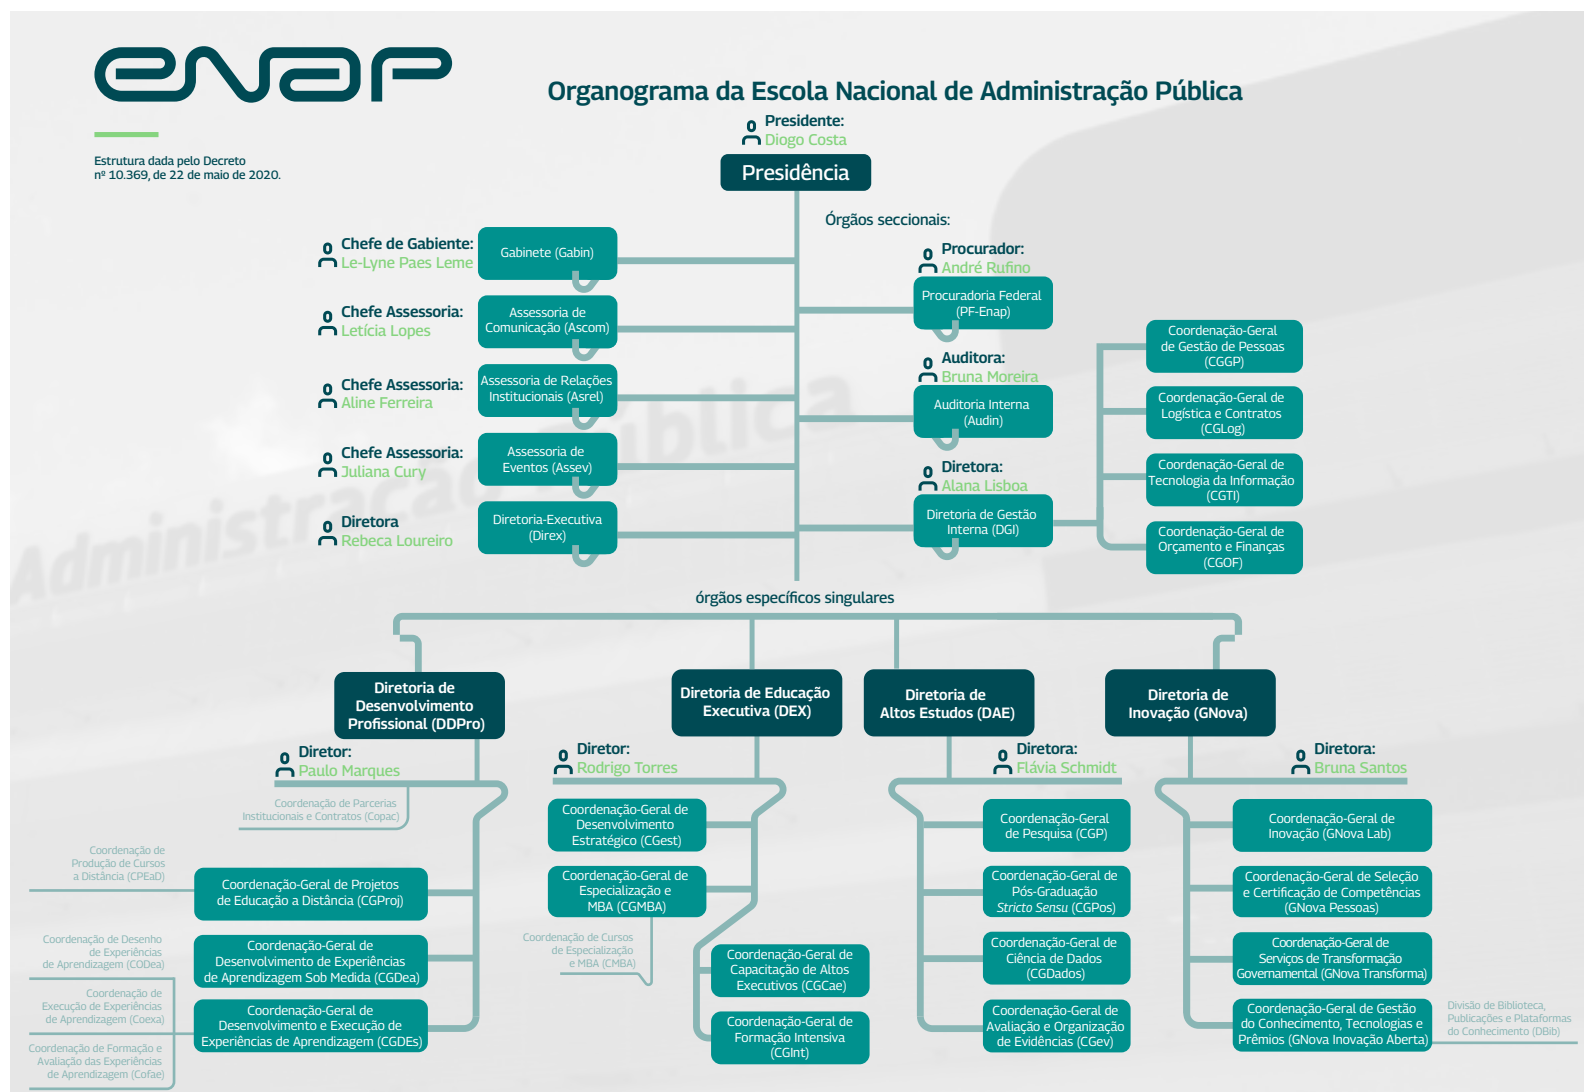 enap
Organograma da Escola Nacional de Administração Pública
Estrutura dada pelo Decreto
nº 10.369, de 22 de maio de 2020.
Presidente:
Diogo Costa
Presidência
Chefe de Gabiente:
Le-Lyne Paes Leme
Gabinete (Gabin)
Chefe Assessoria:
Letícia Lopes
Assessoria de
Comunicação (Ascom)
Chefe Assessoria:
Aline Ferreira
Assessoria de Relações
Institucionais (Asrel)
Chefe Assessoria:
Juliana Cury
Assessoria de
Eventos (Assev)
Diretora
Rebeca Loureiro
Diretoria-Executiva
(Direx)
Órgãos seccionais:
Procurador:
André Rufino
Procuradoria Federal
(PF-Enap)
Auditora:
Bruna Moreira
Auditoria Interna
(Audin)
Diretora:
Alana Lisboa
Diretoria de Gestão
Interna (DGI)
Coordenação-Geral
de Gestão de Pessoas
(CGGP)
Coordenação-Geral de
Logística e Contratos
(CGLog)
Coordenação-Geral de
Tecnologia da Informação
(CGTI)
Coordenação-Geral de
Orçamento e Finanças
(CGOF)
Administração Pública
órgãos específicos singulares
Diretoria de
Desenvolvimento
Profissional (DDPro)
Diretor:
Paulo Marques
Coordenação de Parcerias
Institucionais e Contratos (Copac)
Coordenação de
Produção de Cursos
a Distância (CPEaD)
Coordenação-Geral de Projetos
de Educação a Distância (CGProj)
Coordenação de Desenho
de Experiências
de Aprendizagem (CODea)
Coordenação-Geral de
Desenvolvimento de Experiências
de Aprendizagem Sob Medida (CGDea)
Coordenação de
Execução de Experiências
de Aprendizagem (Coexa)
Coordenação-Geral de
Desenvolvimento e Execução de
Experiências de Aprendizagem (CGDEs)
Coordenação de Formação e
Avaliação das Experiências
de Aprendizagem (Cofae)
Diretoria de Educação
Executiva (DEX)
Diretor:
Rodrigo Torres
Coordenação-Geral de
Desenvolvimento
Estratégico (CGest)
Coordenação-Geral de
Especialização e
MBA (CGMBA)
Coordenação de Cursos
de Especialização
e MBA (CMBA)
Coordenação-Geral de
Capacitação de Altos
Executivos (CGCae)
Coordenação-Geral de
Formação Intensiva
(CGInt)
Diretoria de
Altos Estudos (DAE)
Diretora:
Flávia Schmidt
Coordenação-Geral
de Pesquisa (CGP)
Coordenação-Geral de
Pós-Graduação
Stricto Sensu (CGPos)
Coordenação-Geral de
Ciência de Dados
(CGDados)
Coordenação-Geral de
Avaliação e Organização
de Evidências (CGev)
Diretoria de
Inovação (GNova)
Diretora:
Bruna Santos
Coordenação-Geral de
Inovação (GNova Lab)
Coordenação-Geral de Seleção
e Certificação de Competências
(GNova Pessoas)
Coordenação-Geral de
Serviços de Transformação
Governamental (GNova Transforma)
Coordenação-Geral de Gestão
do Conhecimento, Tecnologias e
Prêmios (GNova Inovação Aberta)
Divisão de Biblioteca,
Publicações e Plataformas
do Conhecimento (DBib)